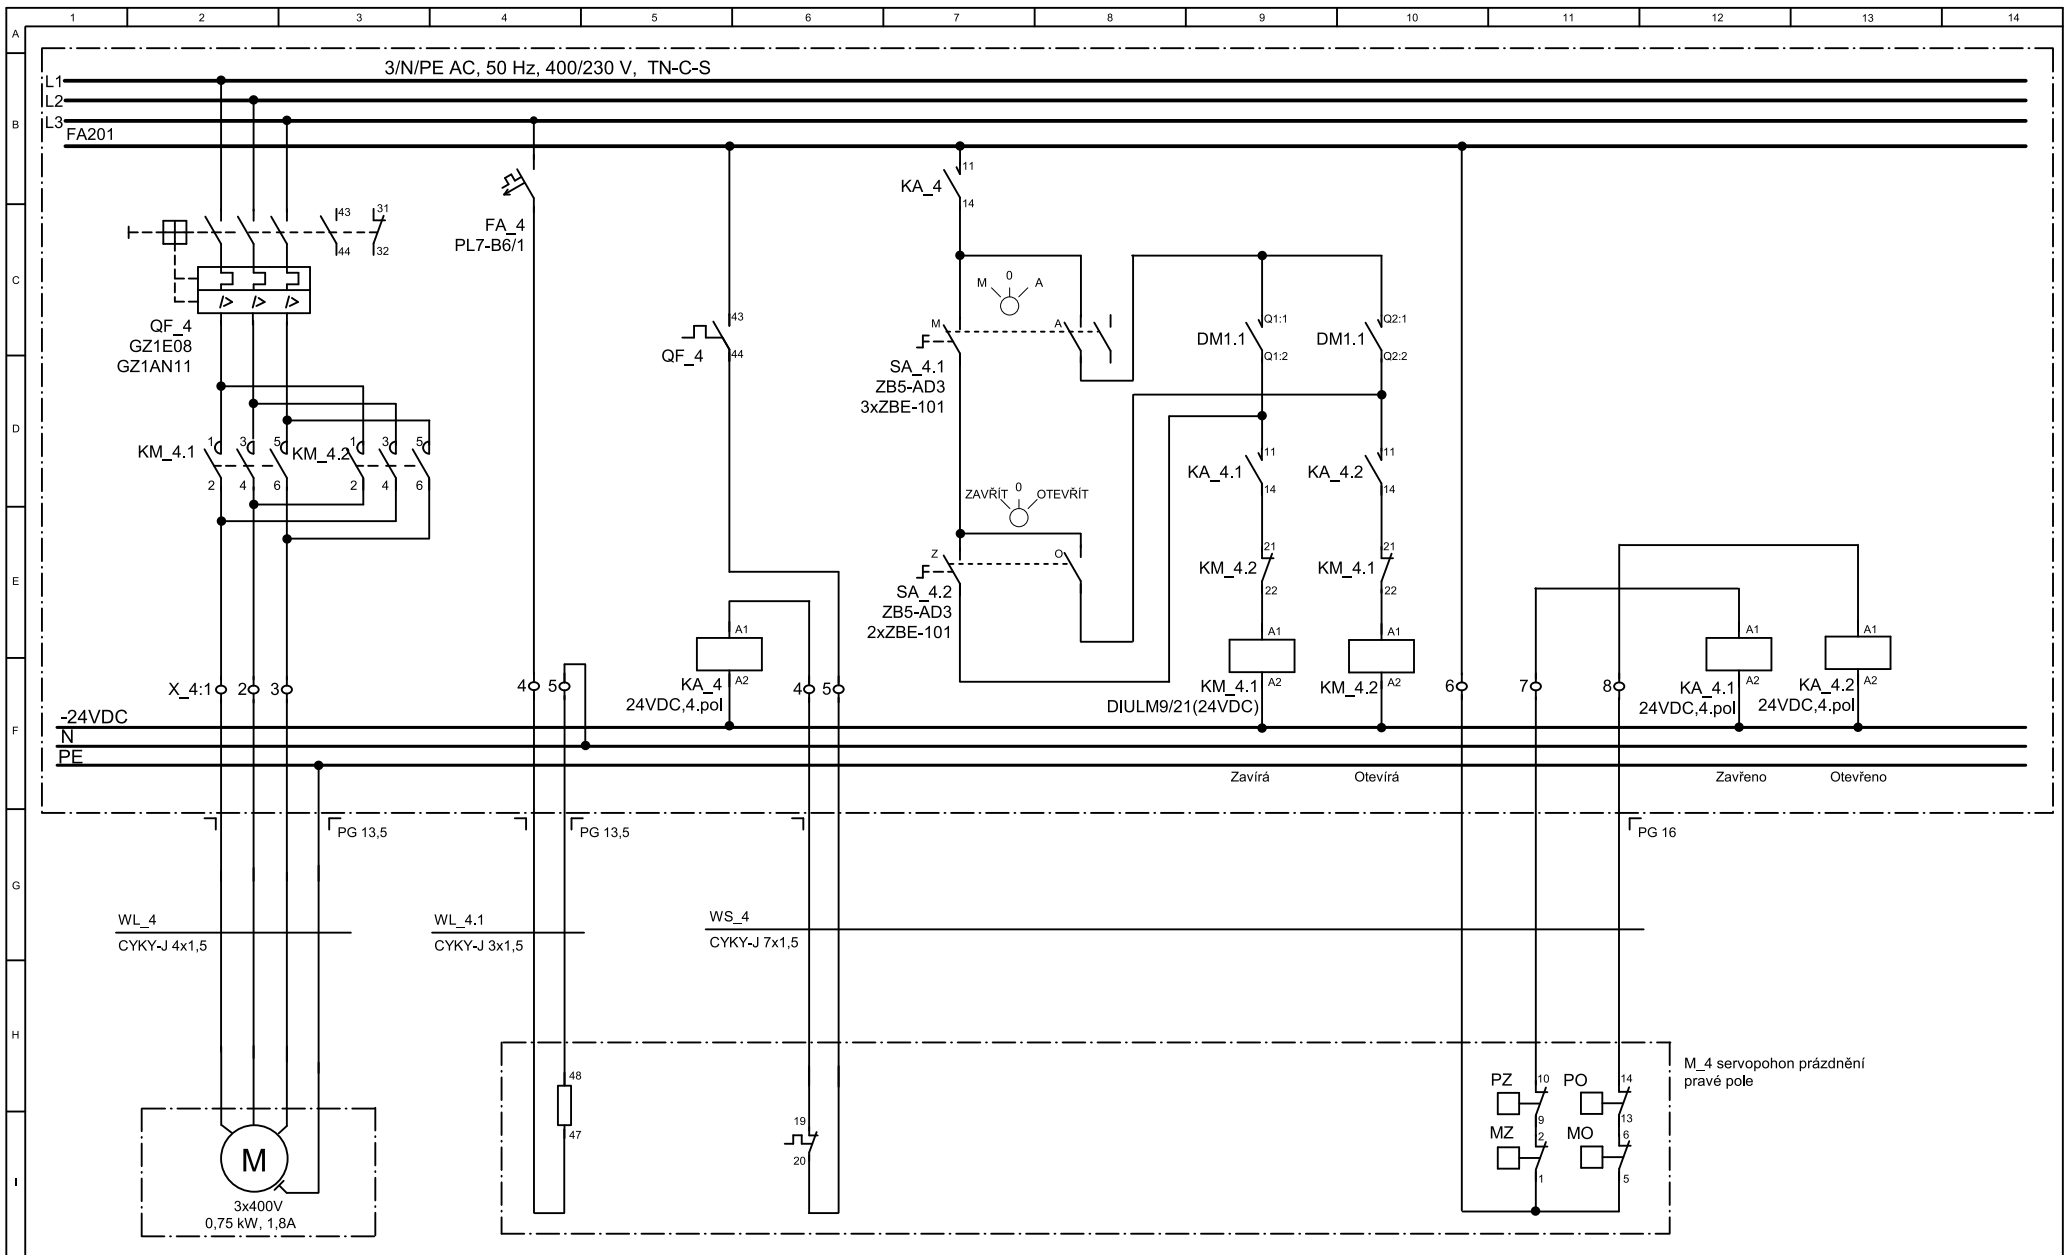 1 2 3 4 5 6 7 8 9 10 11 12 13 14
A
B
C
D
E
F
G
H
I
3/N/PE AC, 50 Hz, 400/230 V, TN-C-S
L1
L2
L3
FA201
43 31
44 32
QF_4
GZ1E08
GZ1AN11
I> I> I>
FA_4
PL7-B6/1
43
QF_4
44
11
KA_4
14
M 0 A
M A
SA_4.1
ZB5-AD3
3xZBE-101
Q1:1
DM1.1
Q1:2
Q2:1
DM1.1
Q2:2
KM_4.1 1 3 5
2 4 6
KM_4.2 1 3 5
2 4 6
11
KA_4.1
14
11
KA_4.2
14
ZAVŘÍT 0 OTEVŘÍT
Z O
SA_4.2
ZB5-AD3
2xZBE-101
21
KM_4.2
22
21
KM_4.1
22
A1
KA_4 A2
24VDC,4.pol
A1
KM_4.1 A2
DIULM9/21(24VDC)
A1
KM_4.2 A2
A1
KA_4.1 A2
24VDC,4.pol
A1
KA_4.2 A2
24VDC,4.pol
X_4:1 2 3 4 5 4 5 6 7 8
-24VDC
N
PE
Zavírá Otevírá Zavřeno Otevřeno
PG 13,5 PG 13,5 PG 16
WL_4
CYKY-J 4x1,5
WL_4.1
CYKY-J 3x1,5
WS_4
CYKY-J 7x1,5
M_4 servopohon prázdnění
pravé pole
48
47
19
20
PZ 10 PO 14
9 13
MZ 2 MO 6
1 5
M
3x400V
0,75 kW, 1,8A